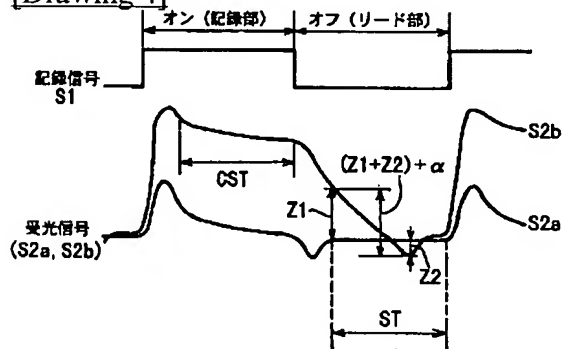 [Drawing 4]
オン(記録部)
オフ(リード部)
記録信号
S1
S2b
CST
(Z1+Z2)+α
Z1
S2a
受光信号
(S2a, S2b)
Z2
ST